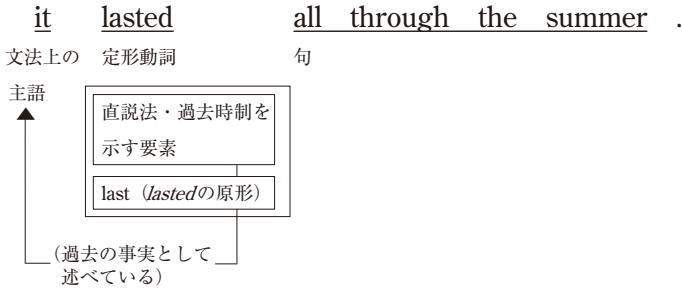 it lasted all through the summer .
文法上の 定形動詞 句
主語
直説法・過去時制を
示す要素
last（lastedの原形）
（過去の事実として
述べている）